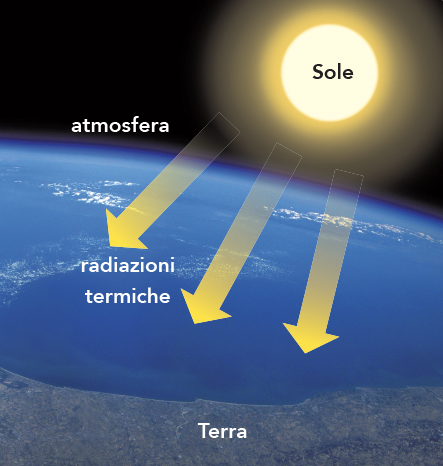 Sole
atmosfera
radiazioni
termiche
Terra